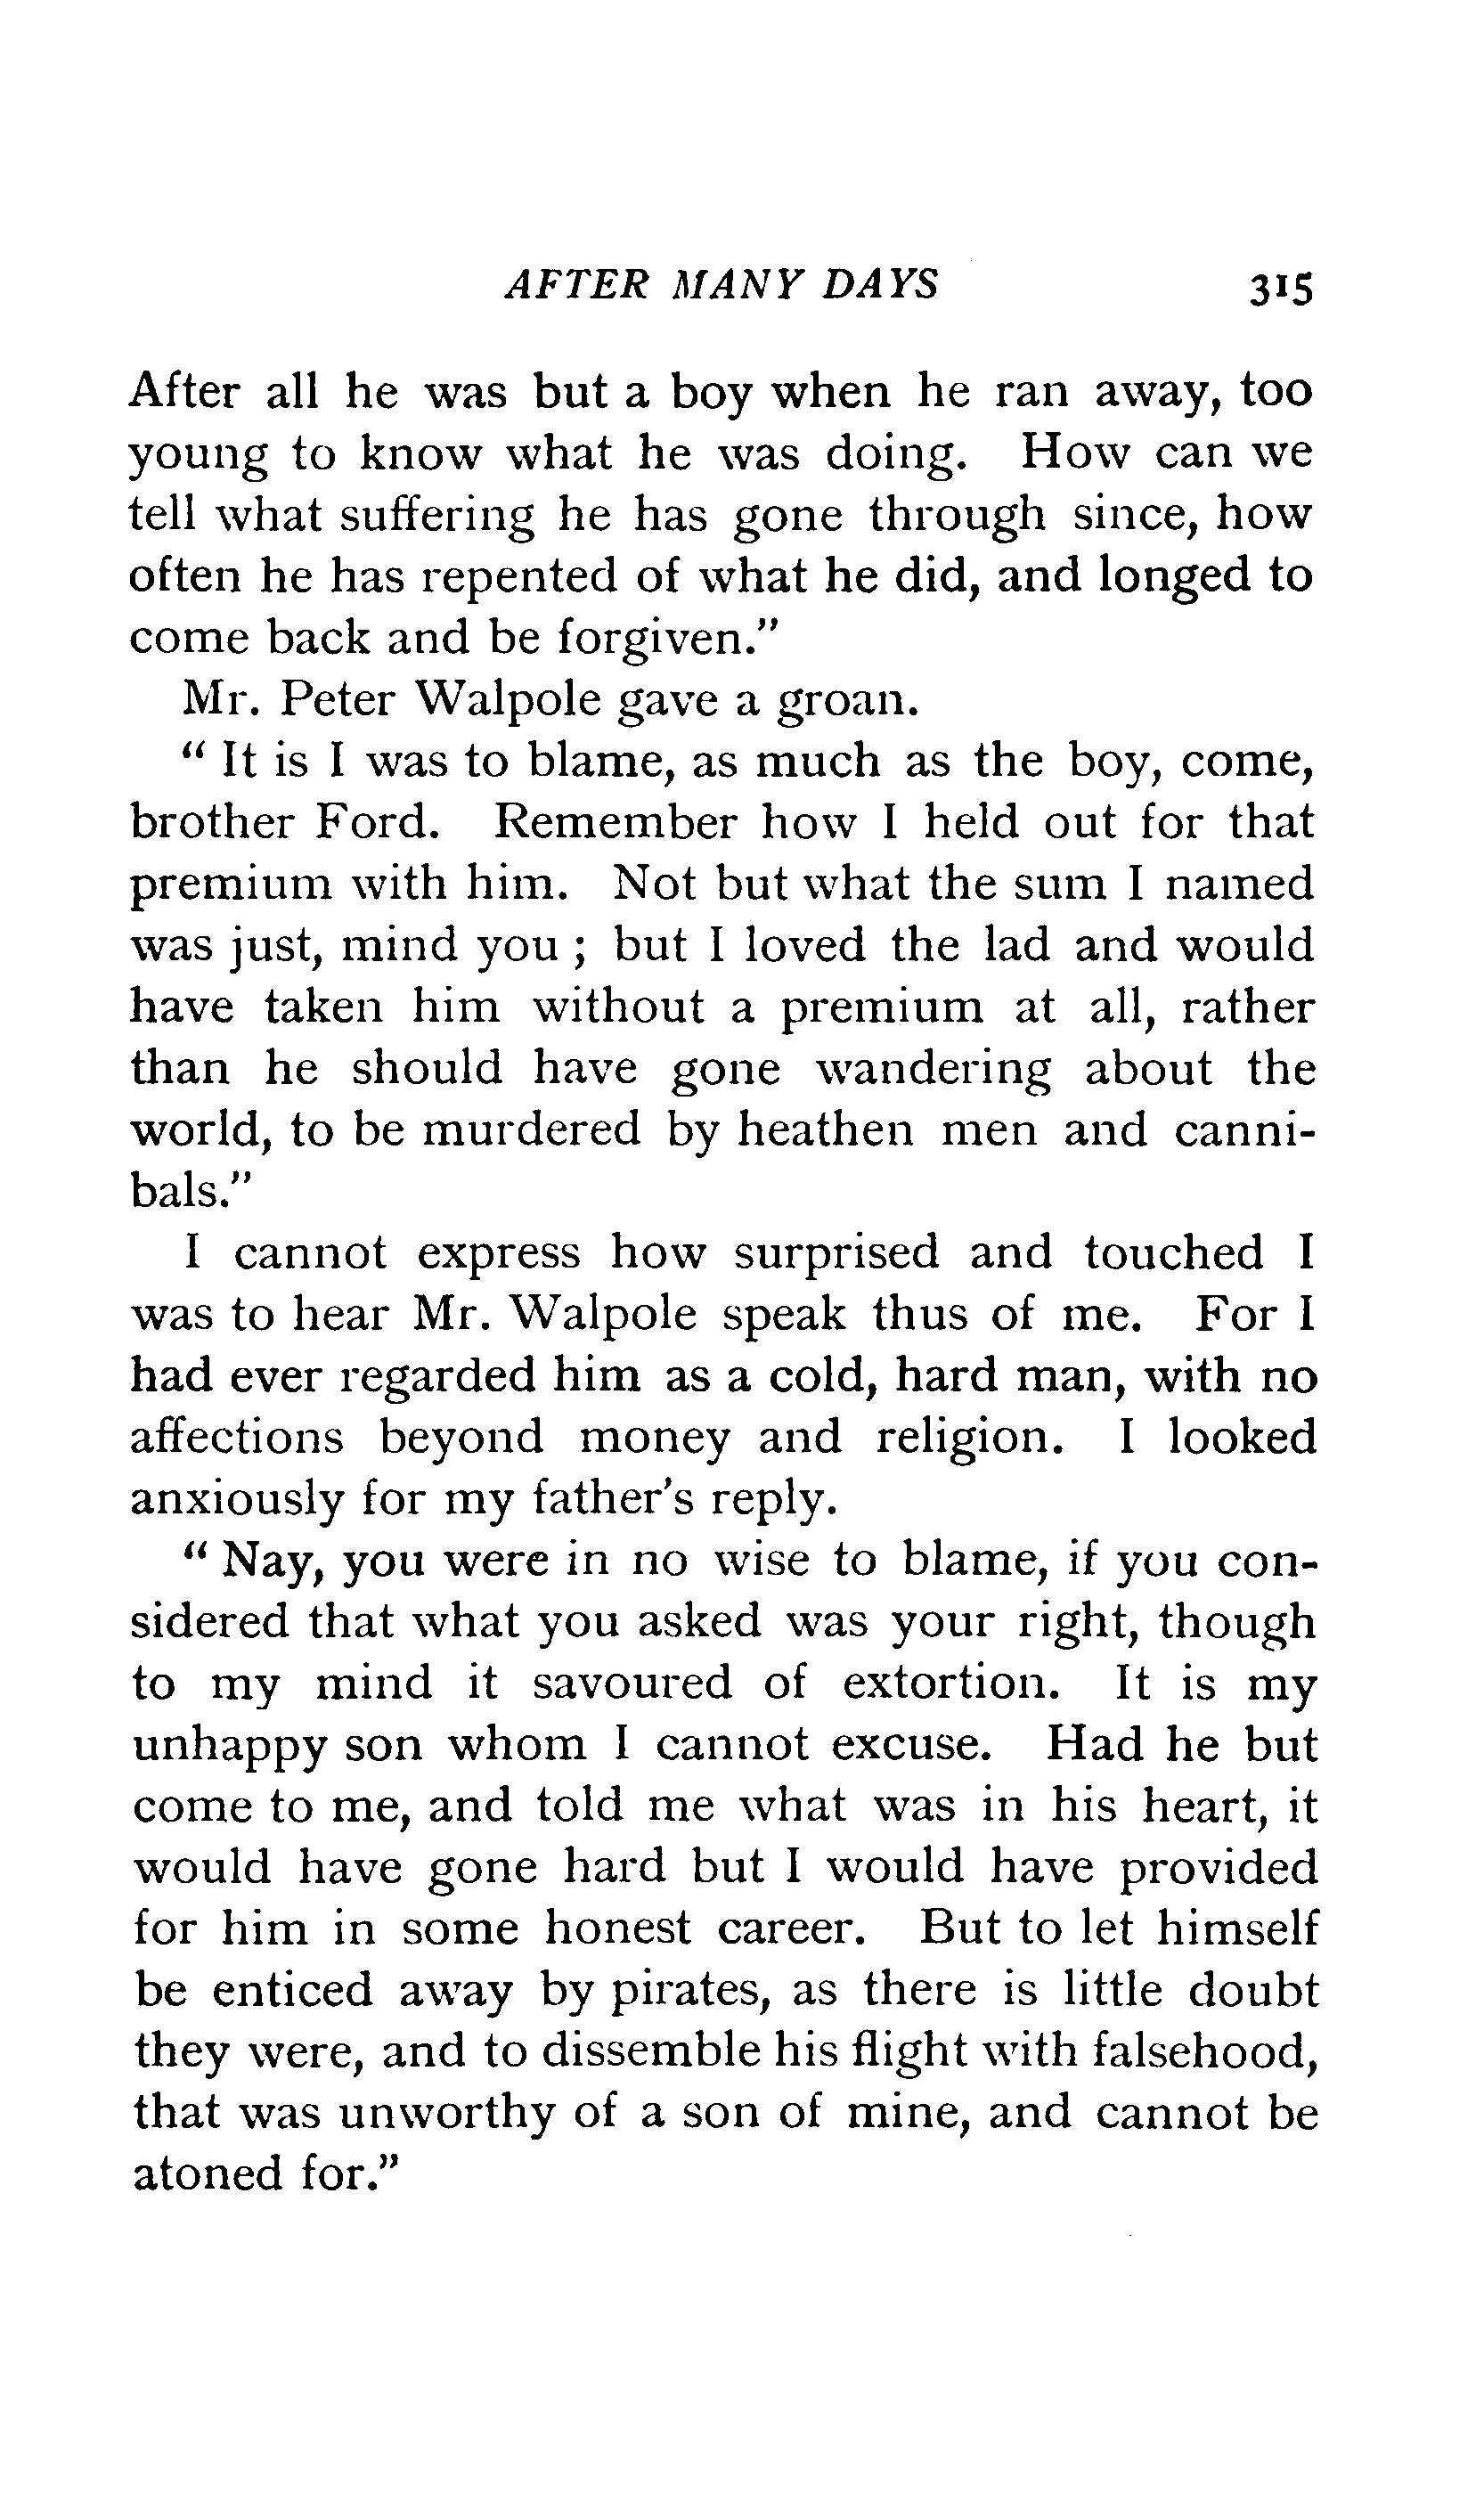 AFTER MANY DAYS 315
After all he was but a boy when he ran away, too
young to know what he was doing. How can we
tell what suffering he has gone through since, how
often he has repented of what he did, and longed to
come back and be forgiven."
Mr. Peter Walpole gave a groan.
" It is I was to blame, as much as the boy, come,
brother Ford. Remember how I held out for that
premium with him. Not but what the sum I named
was just, mind you ; but I loved the lad and would
have taken him without a premium at all, rather
than he should have gone wandering about the
world, to be murdered by heathen men and canni-
bals."
I cannot express how surprised and touched I
was to hear Mr. Walpole speak thus of me. For I
had ever regarded him as a cold, hard man, with no
affections beyond money and religion. I looked
anxiously for my father's reply.
" Nay, you were in no wise to blame, if you con-
sidered that what you asked was your right, though
to my mind it savoured of extortion. It is my
unhappy son whom I cannot excuse. Had he but
come to me, and told me what was in his heart, it
would have gone hard but I would have provided
for him in some honest career. But to let himself
be enticed away by pirates, as there is little doubt
they were, and to dissemble his flight with falsehood,
that was unworthy of a son of mine, and cannot be
atoned for."